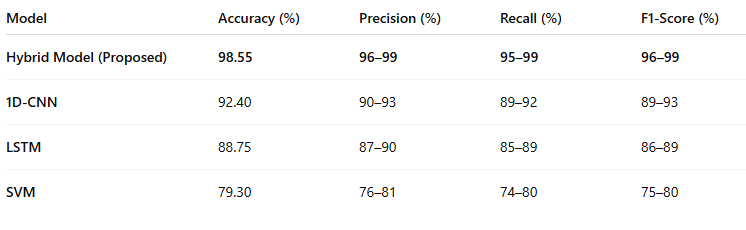 Model Accuracy (%) Precision (%) Recall (%) F1-Score (%)
Hybrid Model (Proposed) 98.55 96–99 95–99 96–99
1D-CNN 92.40 90–93 89–92 89–93
LSTM 88.75 87–90 85–89 86–89
SVM 79.30 76–81 74–80 75–80